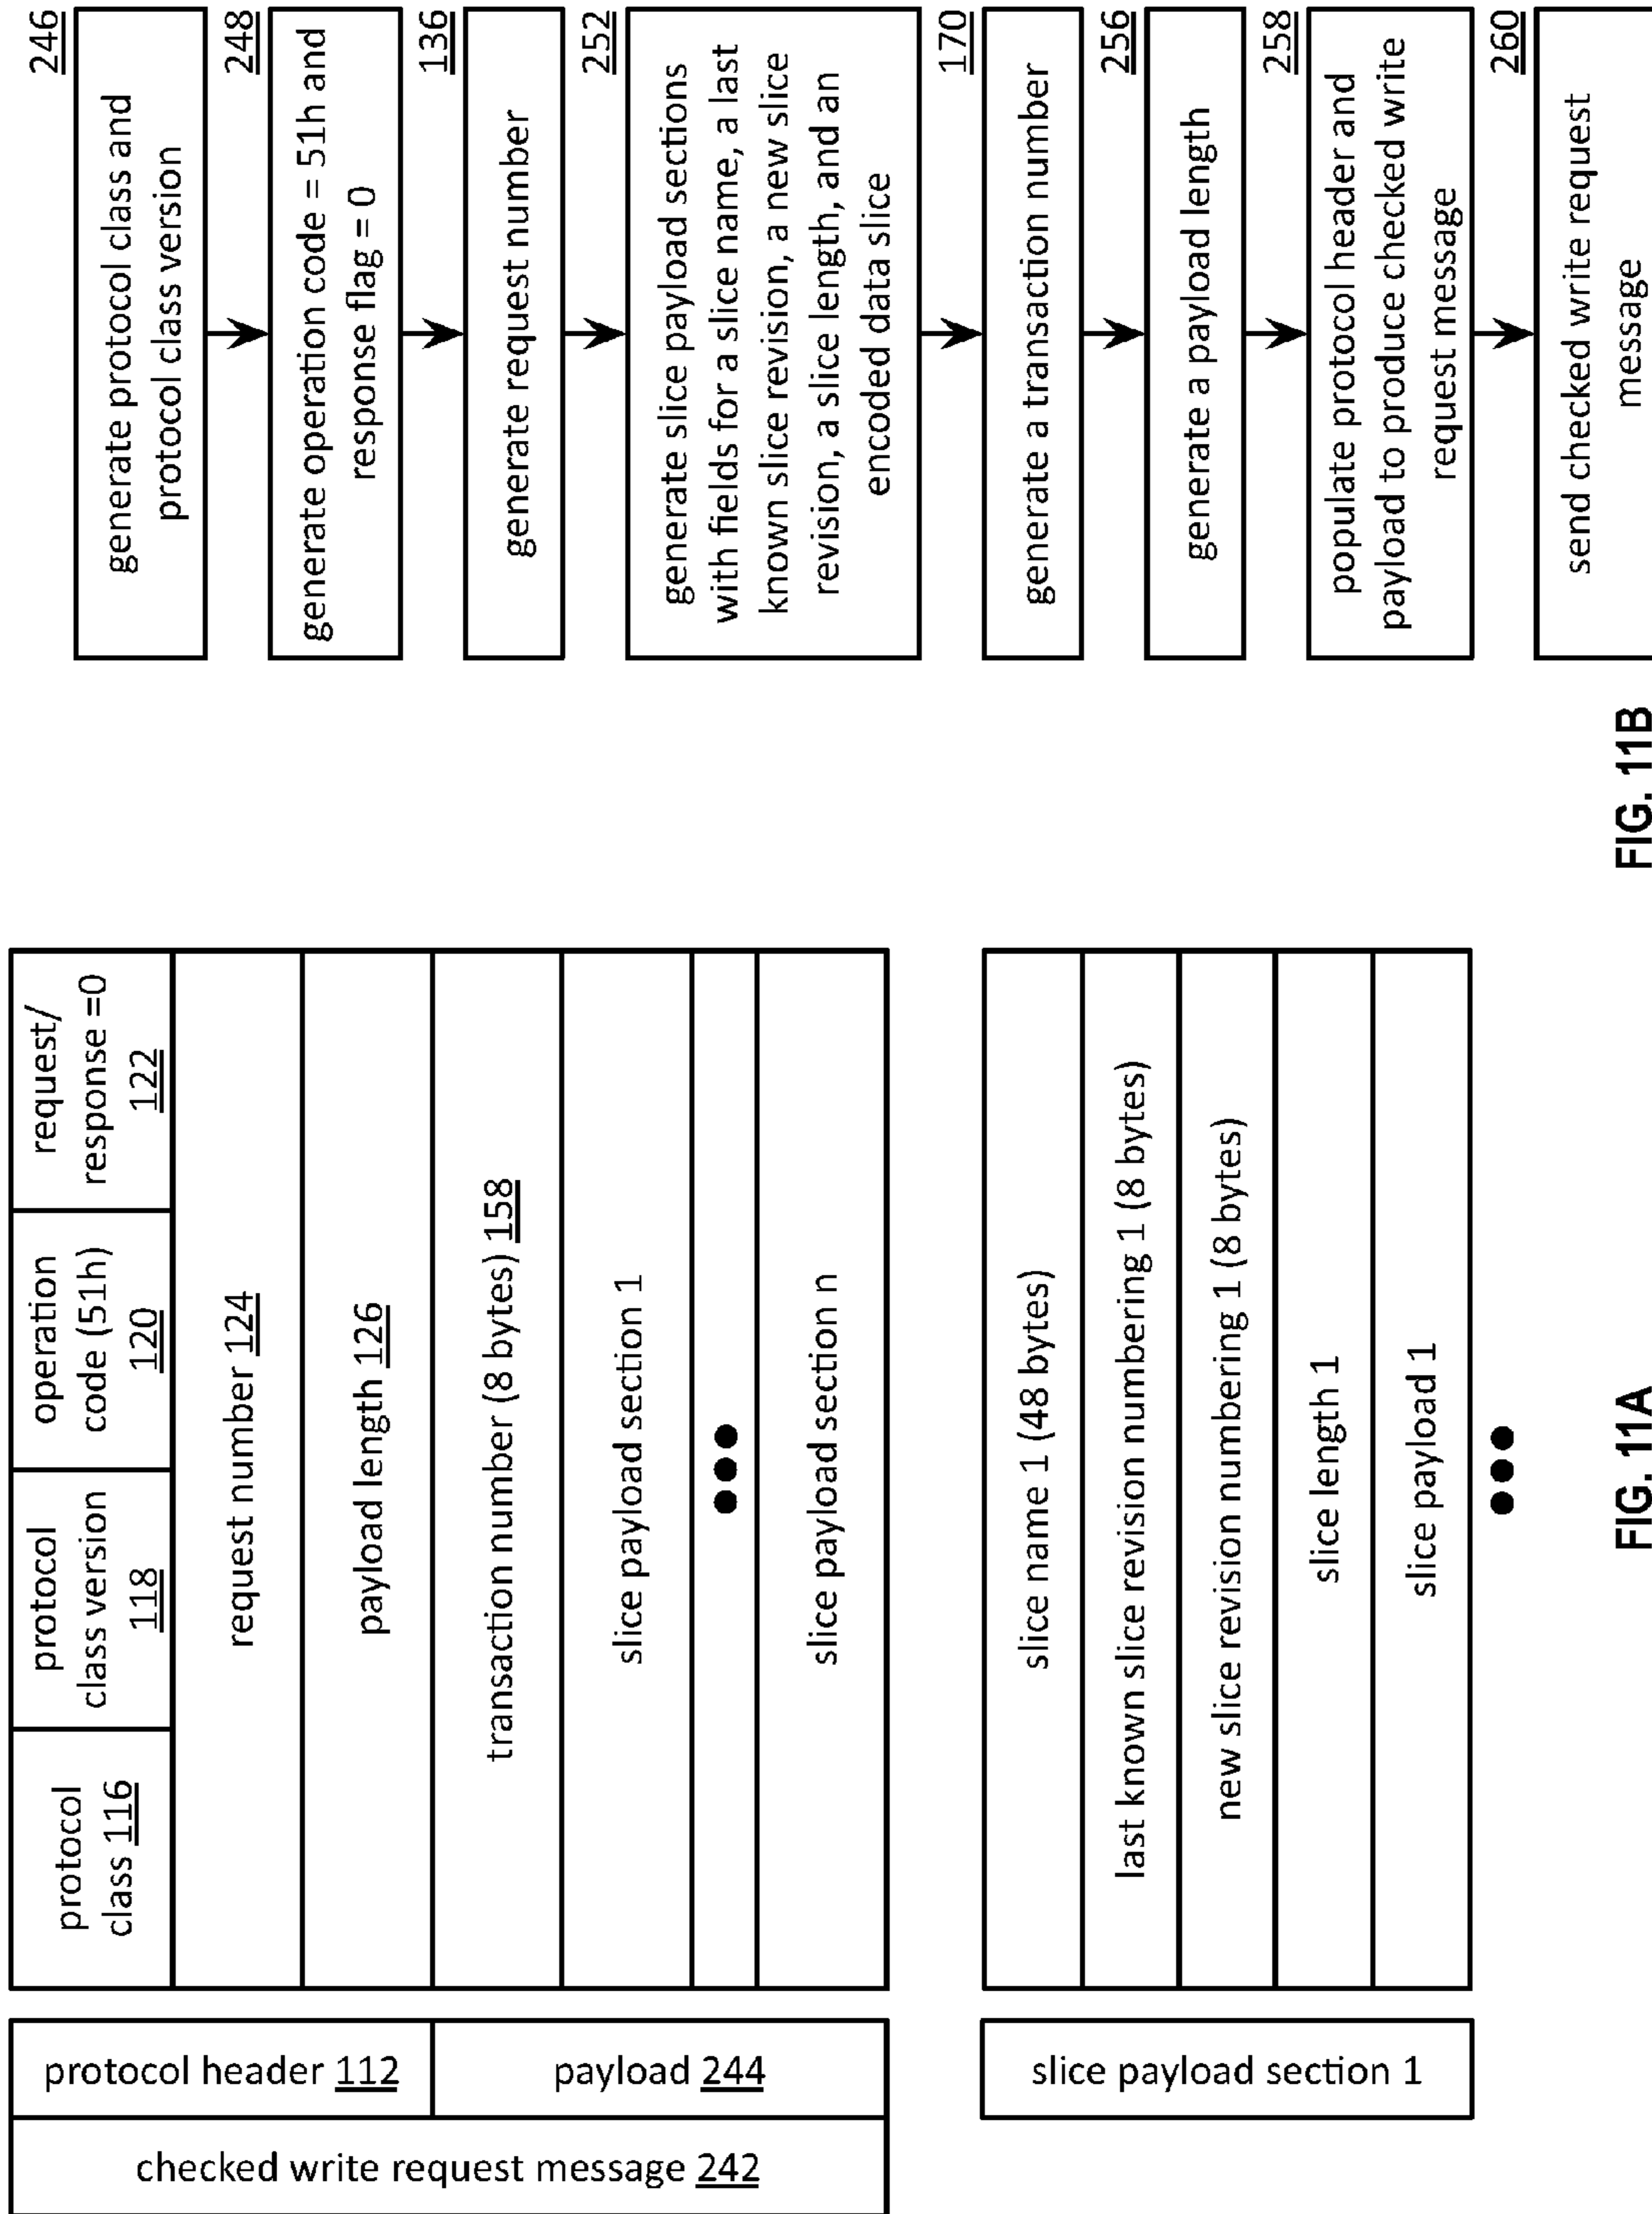 checked write request message 242
protocol header 112
payload 244
protocol
class 116
protocol
class version
118
operation
code (51h)
120
request/
response =0
122
request number 124
payload length 126
transaction number (8 bytes) 158
slice payload section 1
slice payload section n
slice payload section 1
slice name 1 (48 bytes)
last known slice revision numbering 1 (8 bytes)
new slice revision numbering 1 (8 bytes)
slice length 1
slice payload 1
FIG. 11A
246
generate protocol class and
protocol class version
248
generate operation code = 51h and
response flag = 0
136
generate request number
252
generate slice payload sections
with fields for a slice name, a last
known slice revision, a new slice
revision, a slice length, and an
encoded data slice
170
generate a transaction number
256
generate a payload length
258
populate protocol header and
payload to produce checked write
request message
260
send checked write request
message
FIG. 11B